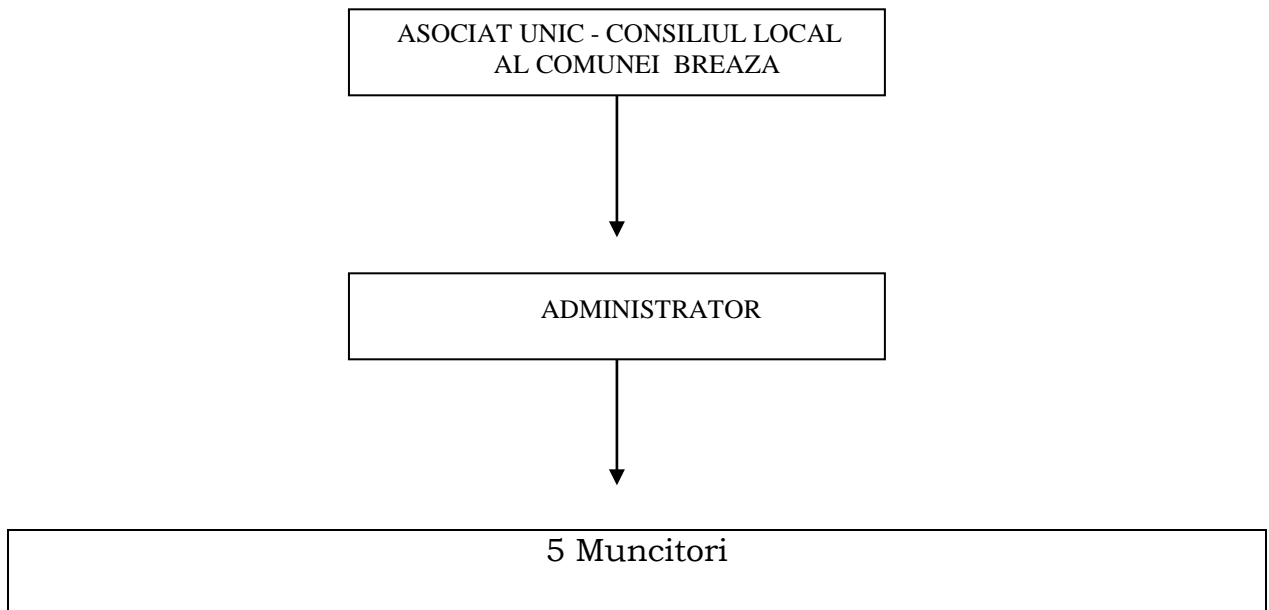 ASOCIAT UNIC - CONSILIUL LOCAL
AL COMUNEI BREAZA
ADMINISTRATOR
5 Muncitori